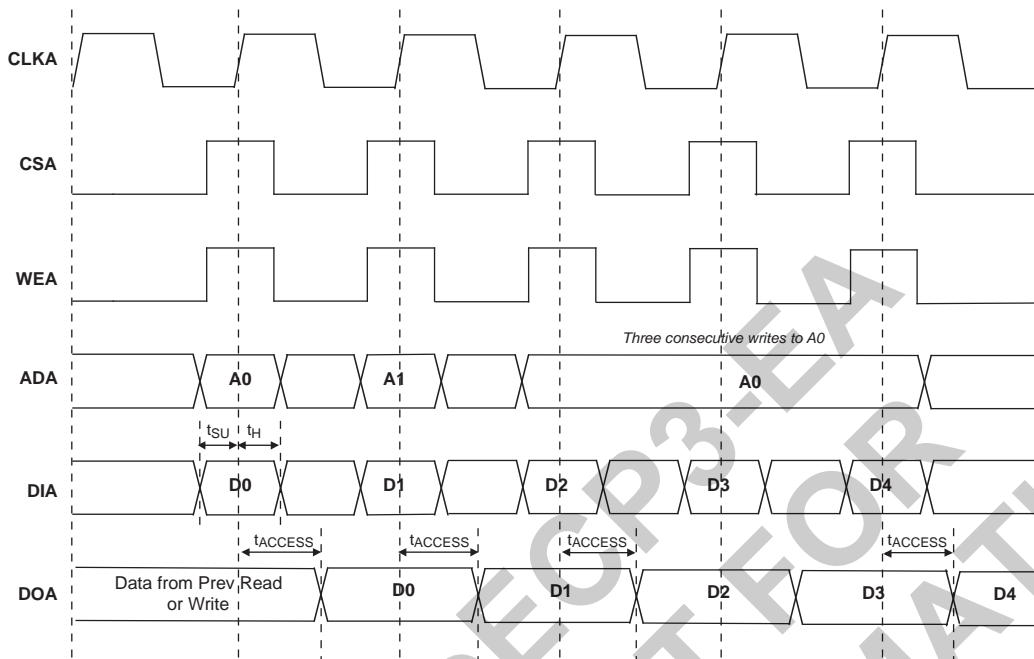 CLKA
CSA
WEA
Three consecutive writes to A0
ADA
A0
A1
A0
tSU
tH
DIA
D0
D1
D2
D3
D4
tACCESS
tACCESS
tACCESS
tACCESS
DOA
Data from Prev Read
or Write
D0
D1
D2
D3
D4
ECP3-EA